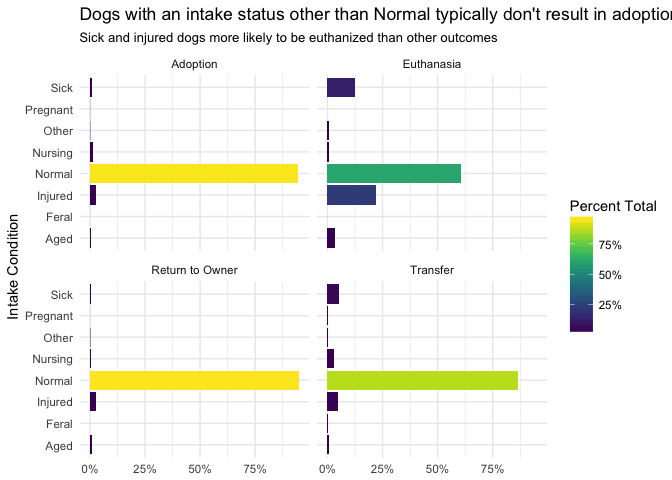 Dogs with an intake status other than Normal typically don't result in adoption
Sick and injured dogs more likely to be euthanized than other outcomes
Adoption
Euthanasia
Sick
Pregnant
Other
Nursing
Normal
Injured
Feral
Aged
Intake Condition
Return to Owner
Transfer
Sick
Pregnant
Other
Nursing
Normal
Injured
Feral
Aged
0% 25% 50% 75%
0% 25% 50% 75%
Percent Total
75%
50%
25%